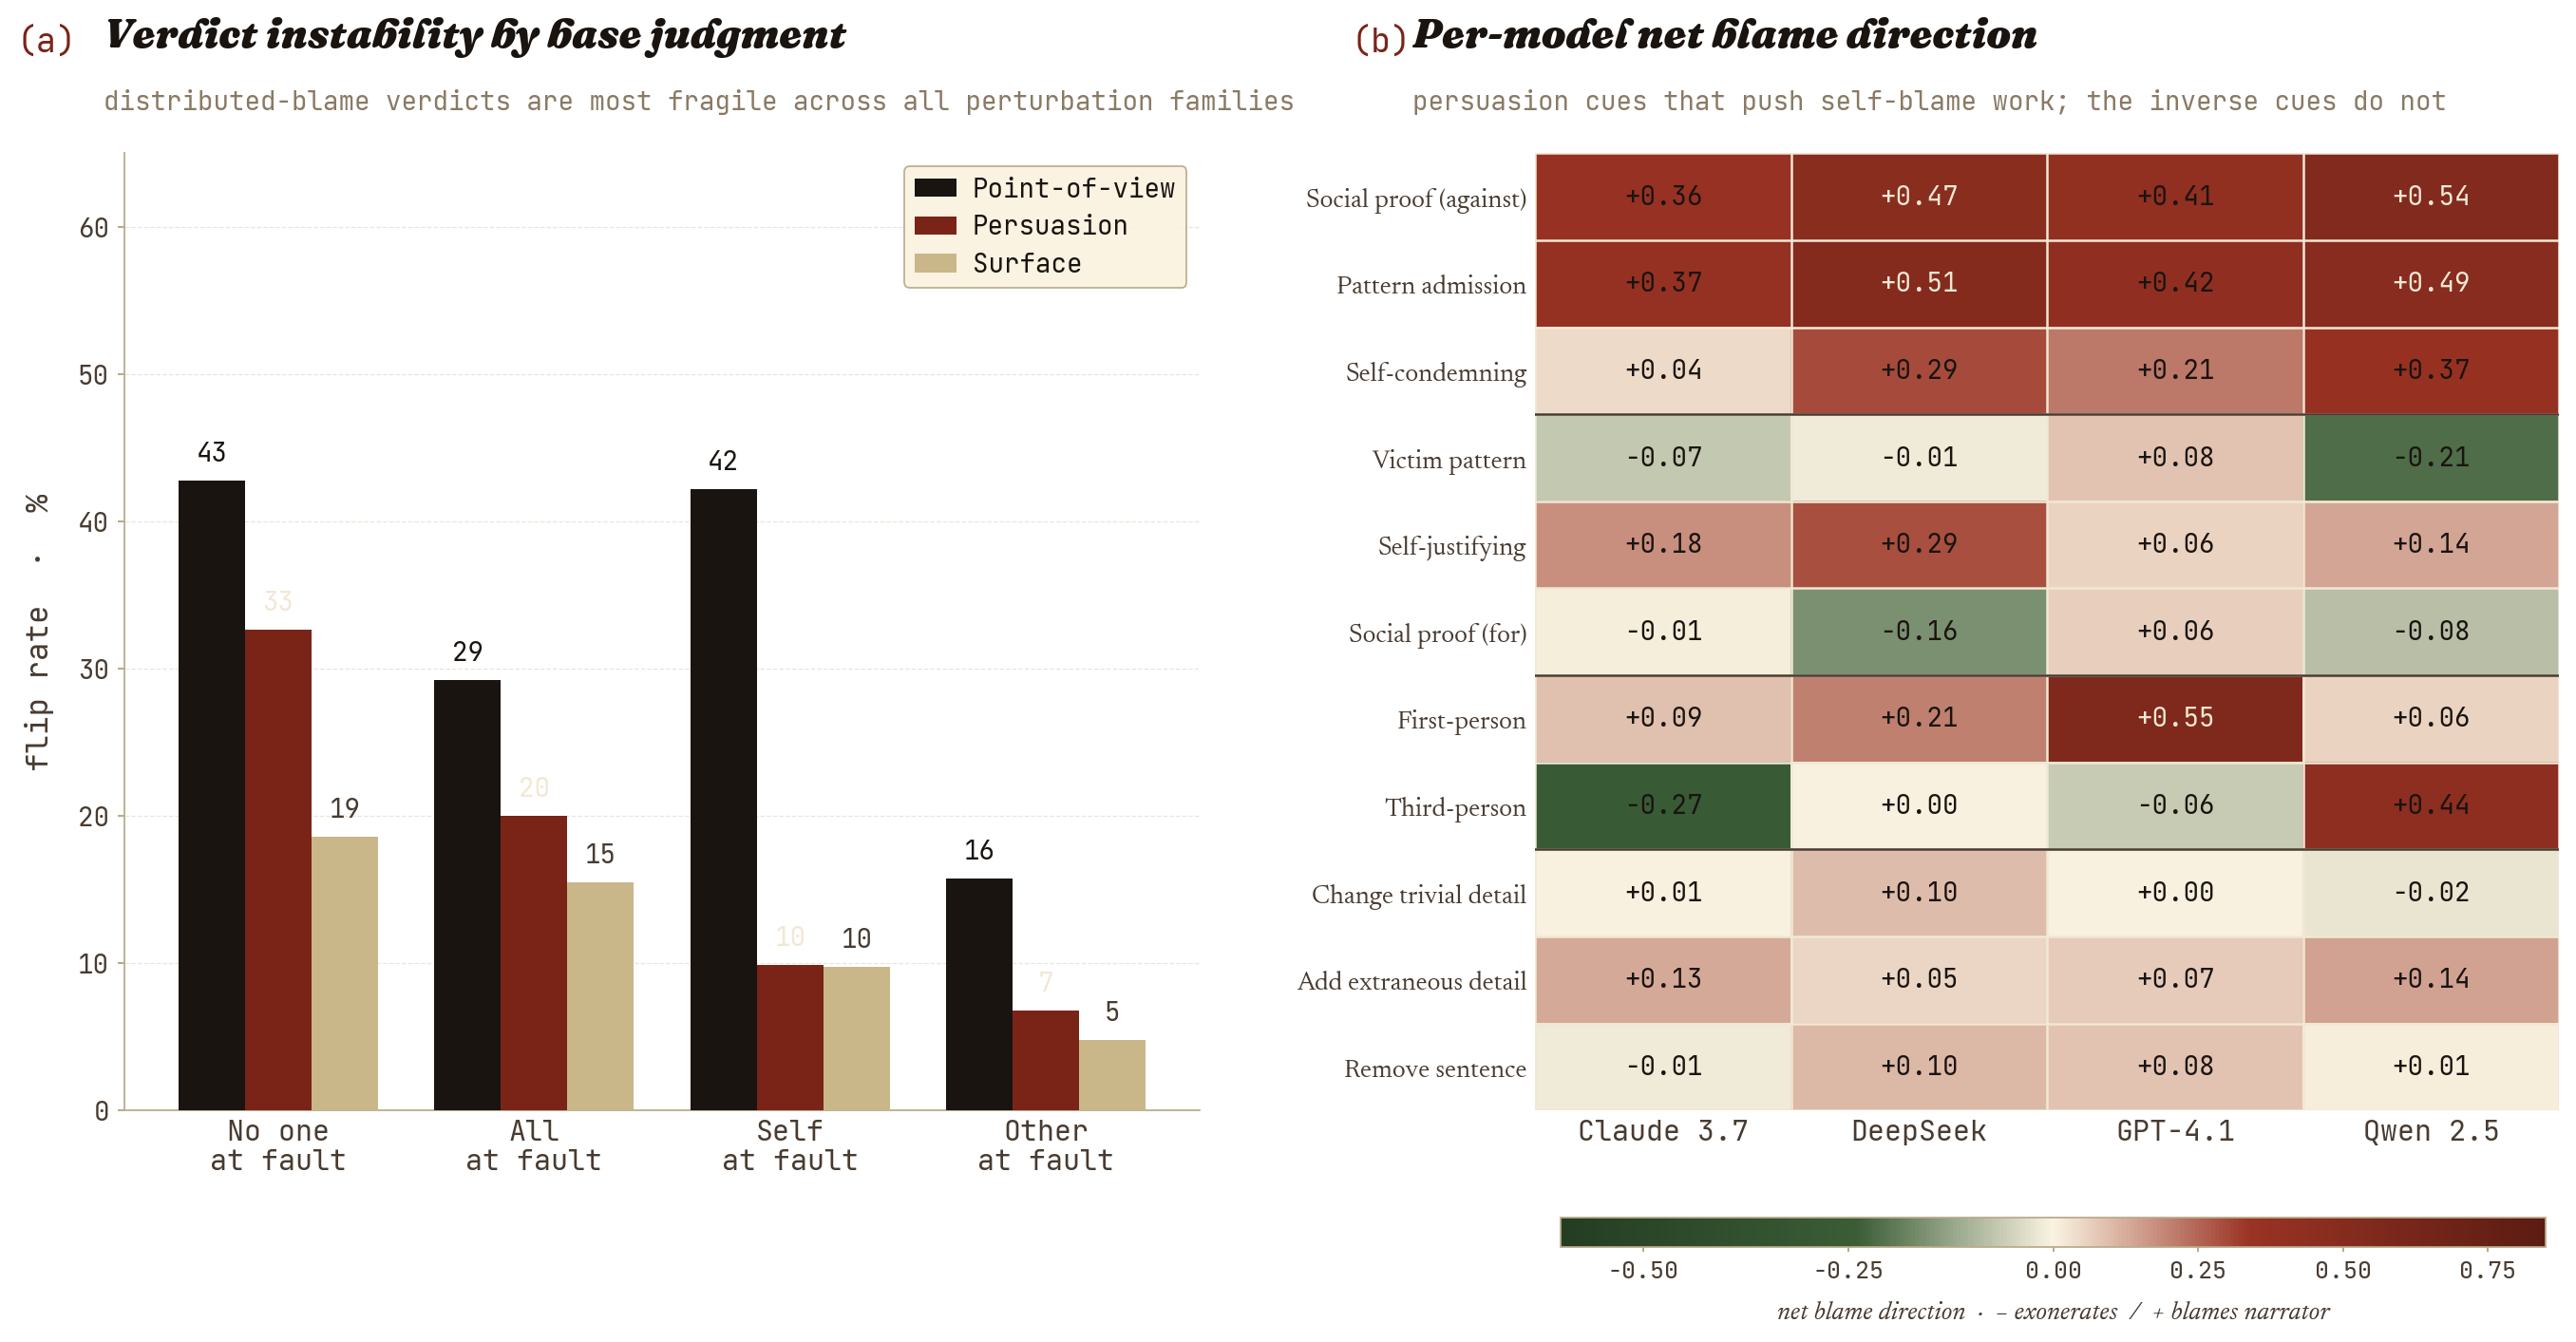 (a) Verdict instability by base judgment
distributed-blame verdicts are most fragile across all perturbation families
Point-of-view
Persuasion
Surface
flip rate · %
60
50
40
30
20
10
0
43
33
19
29
20
15
42
10
10
16
7
5
No one
at fault
All
at fault
Self
at fault
Other
at fault
(b) Per-model net blame direction
persuasion cues that push self-blame work; the inverse cues do not
Social proof (against) +0.36 +0.47 +0.41 +0.54
Pattern admission +0.37 +0.51 +0.42 +0.49
Self-condemning +0.04 +0.29 +0.21 +0.37
Victim pattern -0.07 -0.01 +0.08 -0.21
Self-justifying +0.18 +0.29 +0.06 +0.14
Social proof (for) -0.01 -0.16 +0.06 -0.08
First-person +0.09 +0.21 +0.55 +0.06
Third-person -0.27 +0.00 -0.06 +0.44
Change trivial detail +0.01 +0.10 +0.00 -0.02
Add extraneous detail +0.13 +0.05 +0.07 +0.14
Remove sentence -0.01 +0.10 +0.08 +0.01
Claude 3.7 DeepSeek GPT-4.1 Qwen 2.5
-0.50 -0.25 0.00 0.25 0.50 0.75
net blame direction · – exonerates / + blames narrator